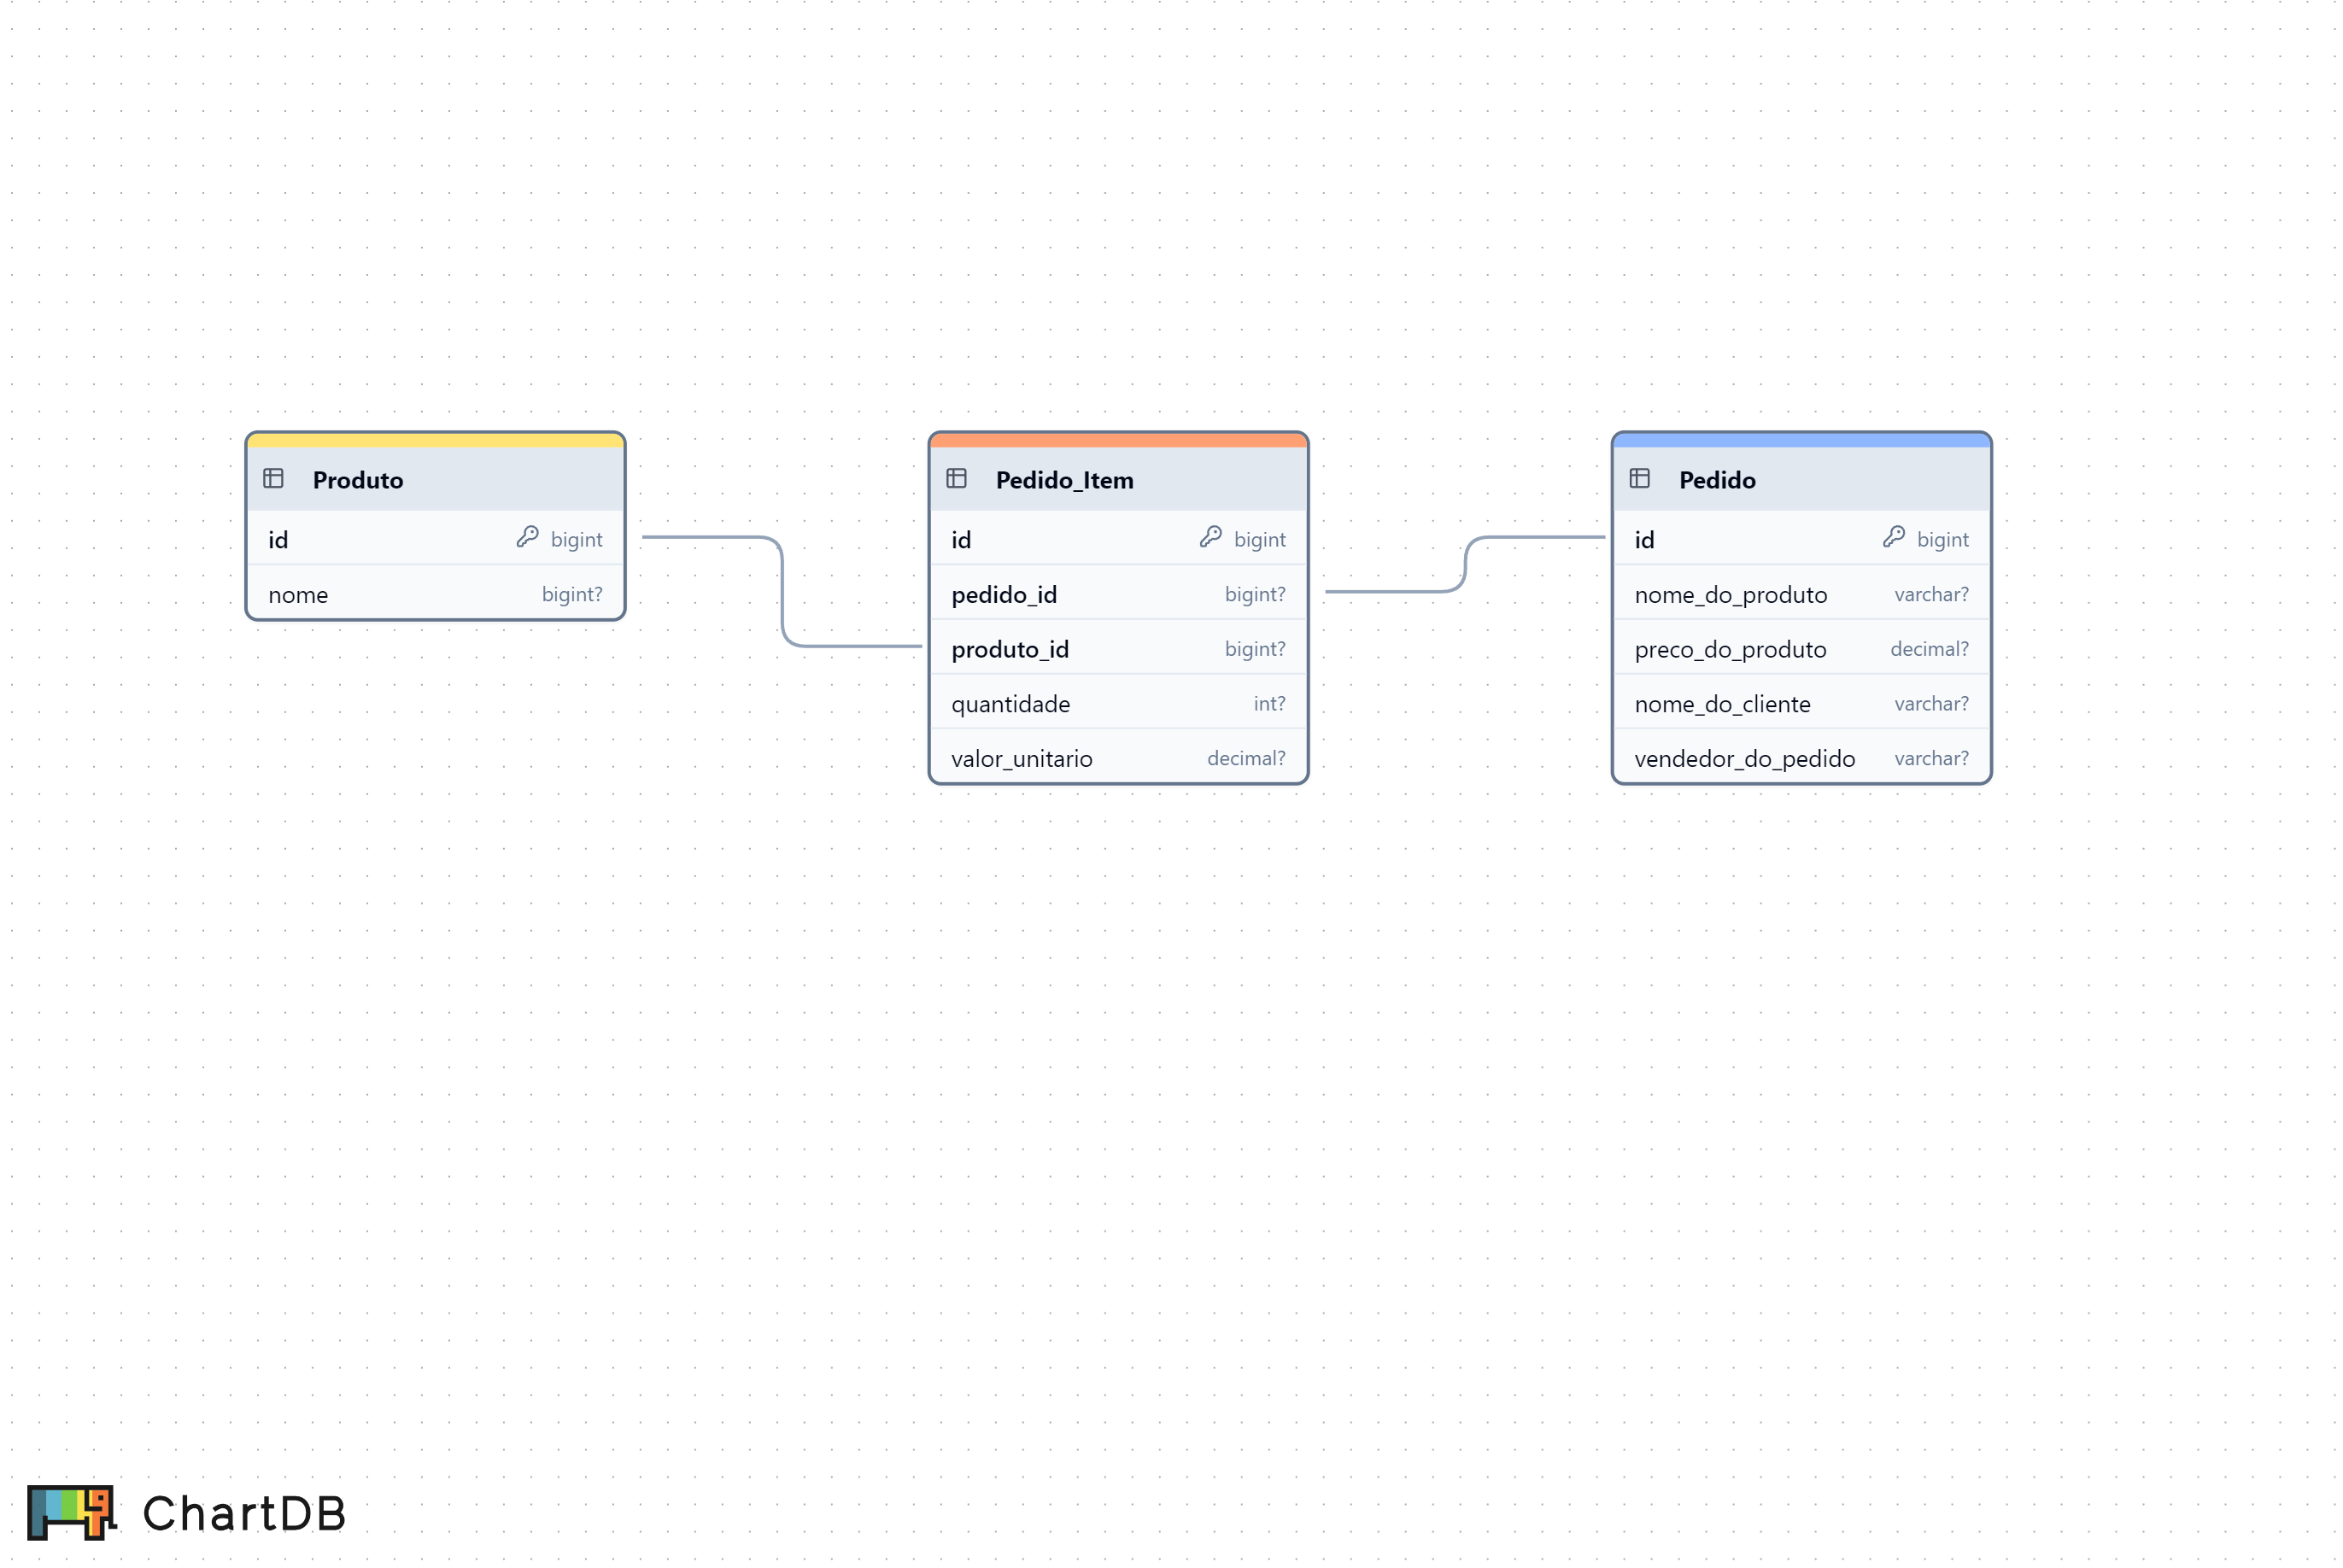 Produto
id bigint
nome bigint?
Pedido_Item
id bigint
pedido_id bigint?
produto_id bigint?
quantidade int?
valor_unitario decimal?
Pedido
id bigint
nome_do_produto varchar?
preco_do_produto decimal?
nome_do_cliente varchar?
vendedor_do_pedido varchar?
ChartDB